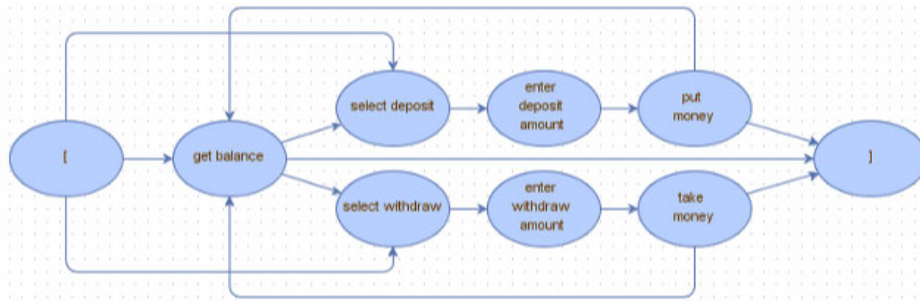 select deposit
enter
deposit
amount
put
money
[
get balance
]
select withdraw
enter
withdraw
amount
take
money